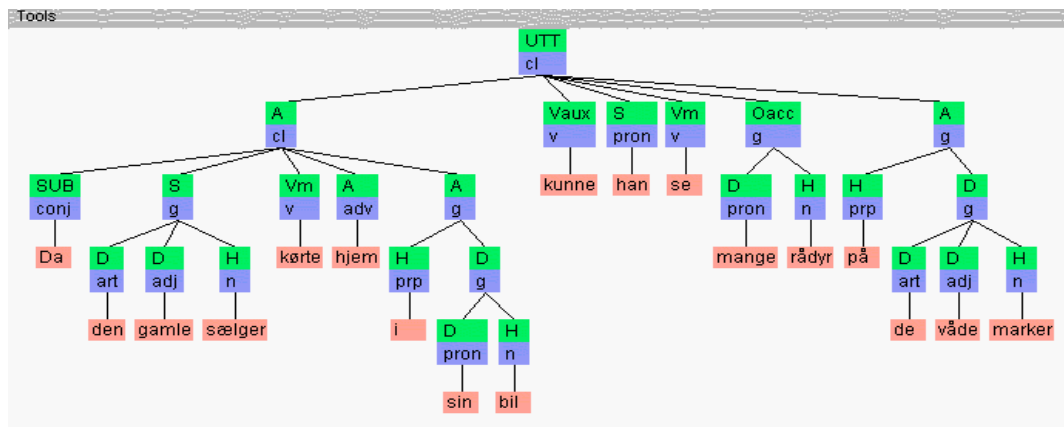 Tools
UTT
cl
A Vaux S Vm Oacc A
cl v pron v g g
kunne han se
SUB S Vm A A D H H D
conj g v adv g pron n prp g
Da kørte hjem mange rådyr på
D D H H D D D H
art adj n prp g art adj n
den gamle sælger i de våde marker
D H
pron n
sin bil